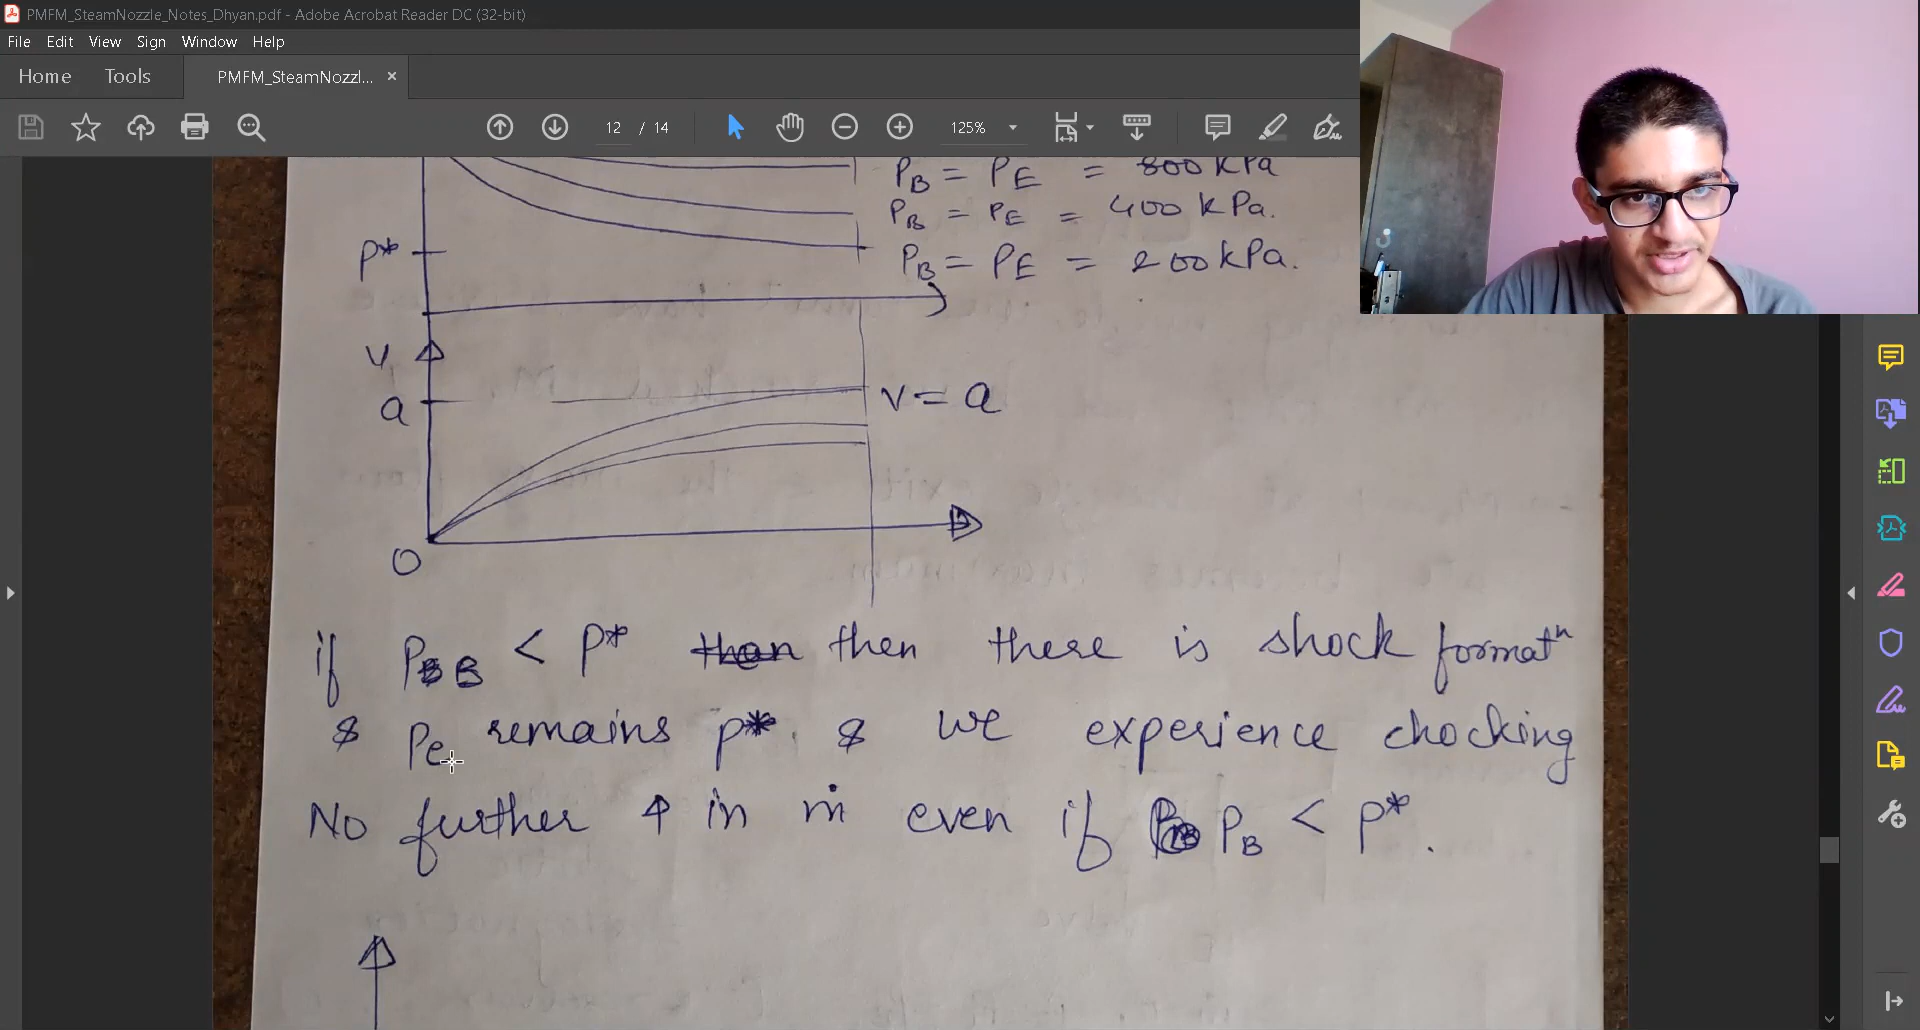 PMFM_SteamNozzle_Notes_Dhyan.pdf - Adobe Acrobat Reader DC (32-bit)
File Edit View Sign Window Help
Home Tools PMFM_SteamNozzl... ×
12 / 14 125%
PB = PE = 800 kPa
PB = PE = 400 kPa.
P*
PB = PE = 200 kPa.
v
a
v = a
0
if PB < P* then there is shock formatⁿ
& Pe remains P* & we experience chocking
No further ↑ in ṁ even if PB < P*.